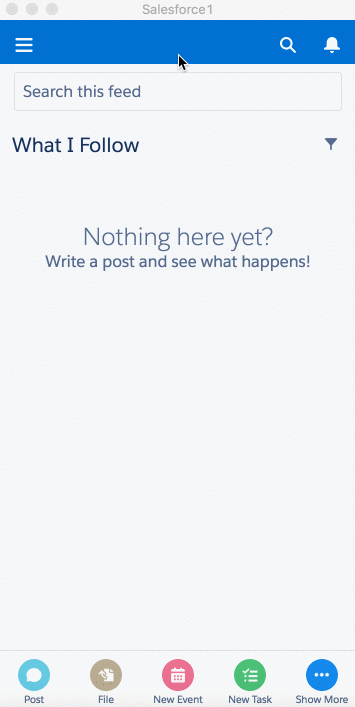 Salesforce1
Search this feed
What I Follow
Nothing here yet?
Write a post and see what happens!
Post
File
New Event
New Task
Show More